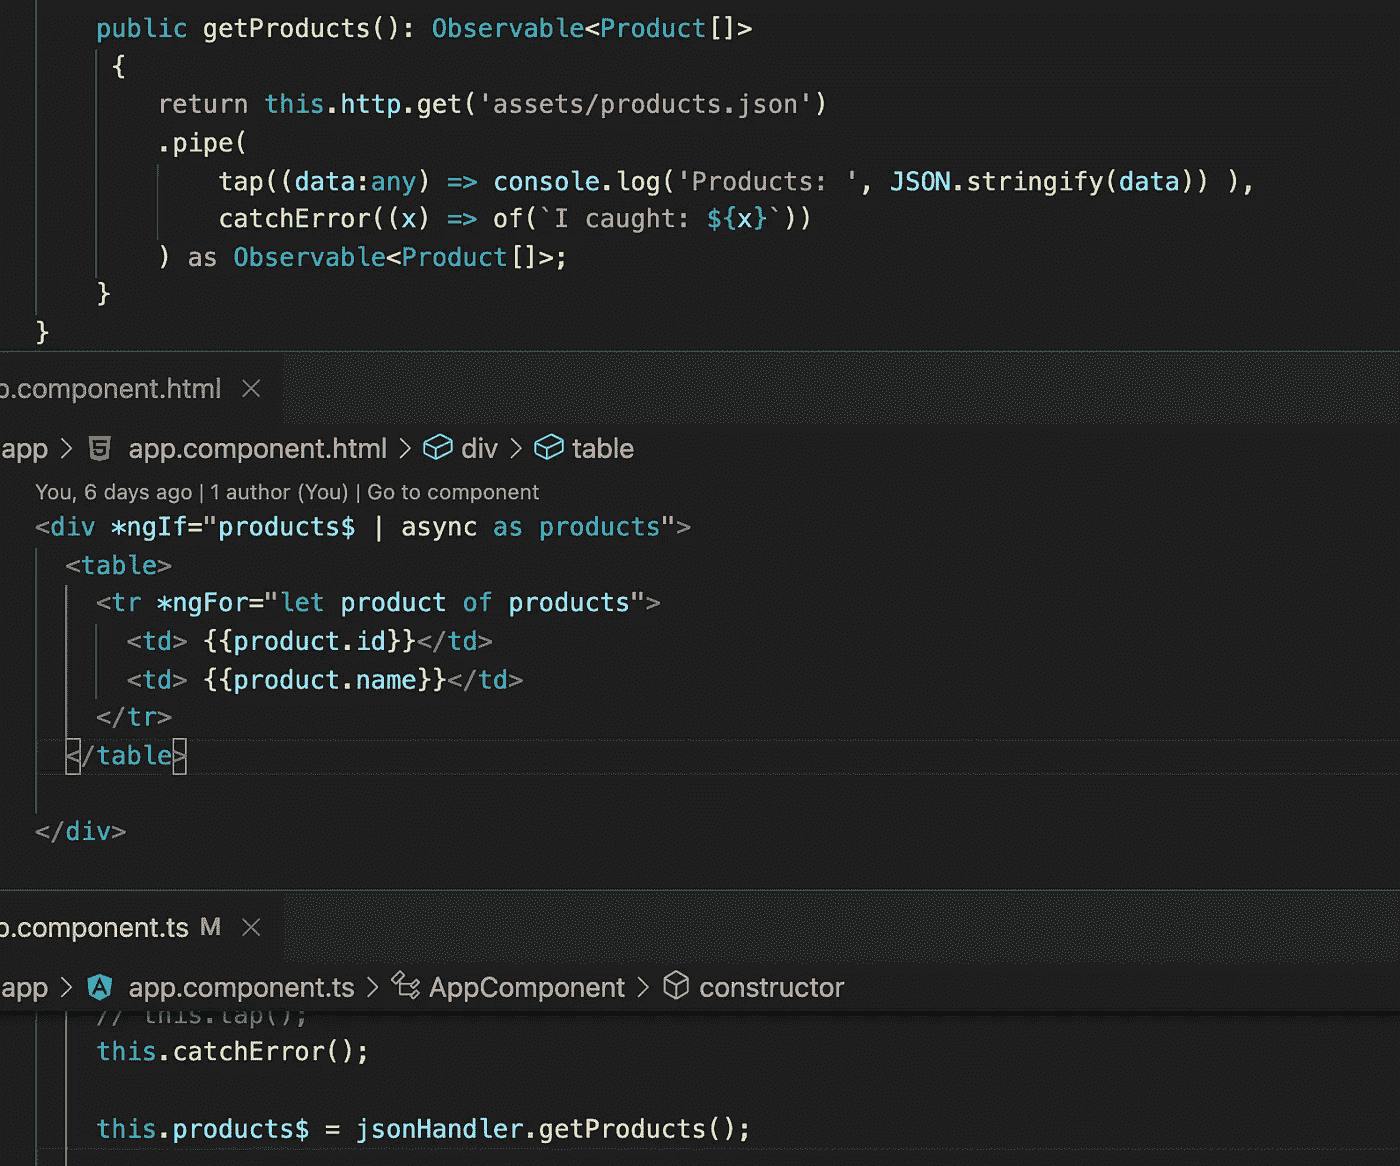 public getProducts(): Observable<Product[]>
{
return this.http.get('assets/products.json')
.pipe(
tap((data:any) => console.log('Products: ', JSON.stringify(data)) ),
catchError((x) => of(`I caught: ${x}`))
) as Observable<Product[]>;
}
}
p.component.html
app > app.component.html > div > table
You, 6 days ago | 1 author (You) | Go to component
<div *ngIf="products$ | async as products">
<table>
<tr *ngFor="let product of products">
<td> {{product.id}}</td>
<td> {{product.name}}</td>
</tr>
</table>
</div>
p.component.ts M
app > app.component.ts > AppComponent > constructor
// this.tap();
this.catchError();
this.products$ = jsonHandler.getProducts();